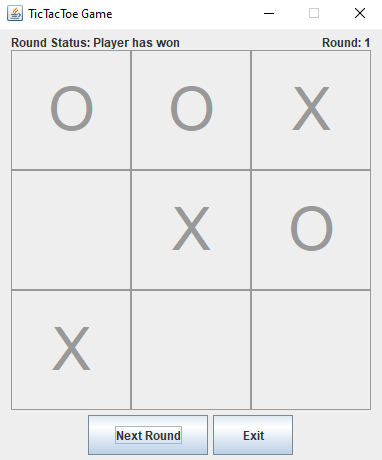 TicTacToe Game
Round Status: Player has won Round: 1
O O X
X O
X
Next Round Exit